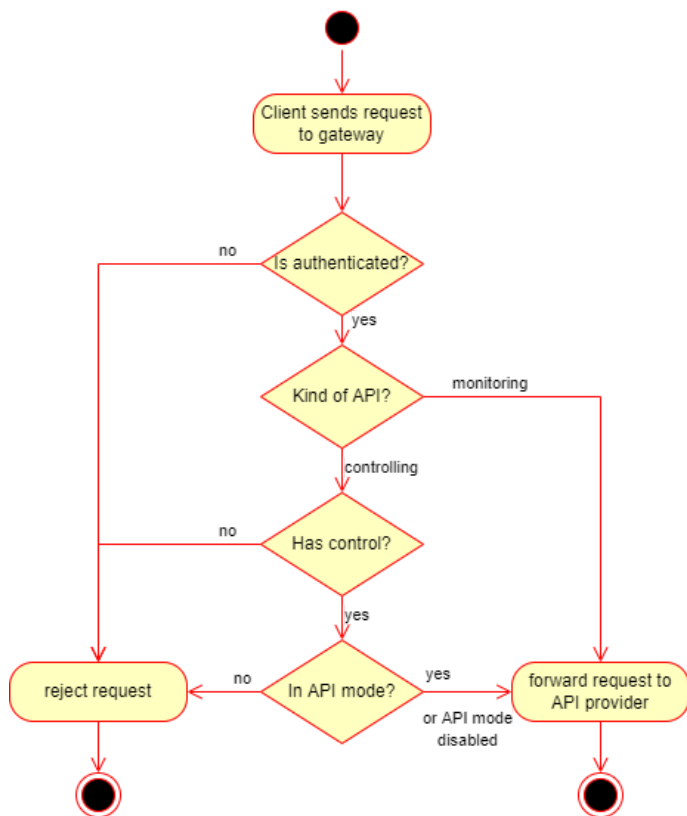 Client sends request
to gateway
no
Is authenticated?
yes
Kind of API?
monitoring
controlling
no
Has control?
yes
reject request
no
In API mode?
yes
or API mode
disabled
forward request to
API provider